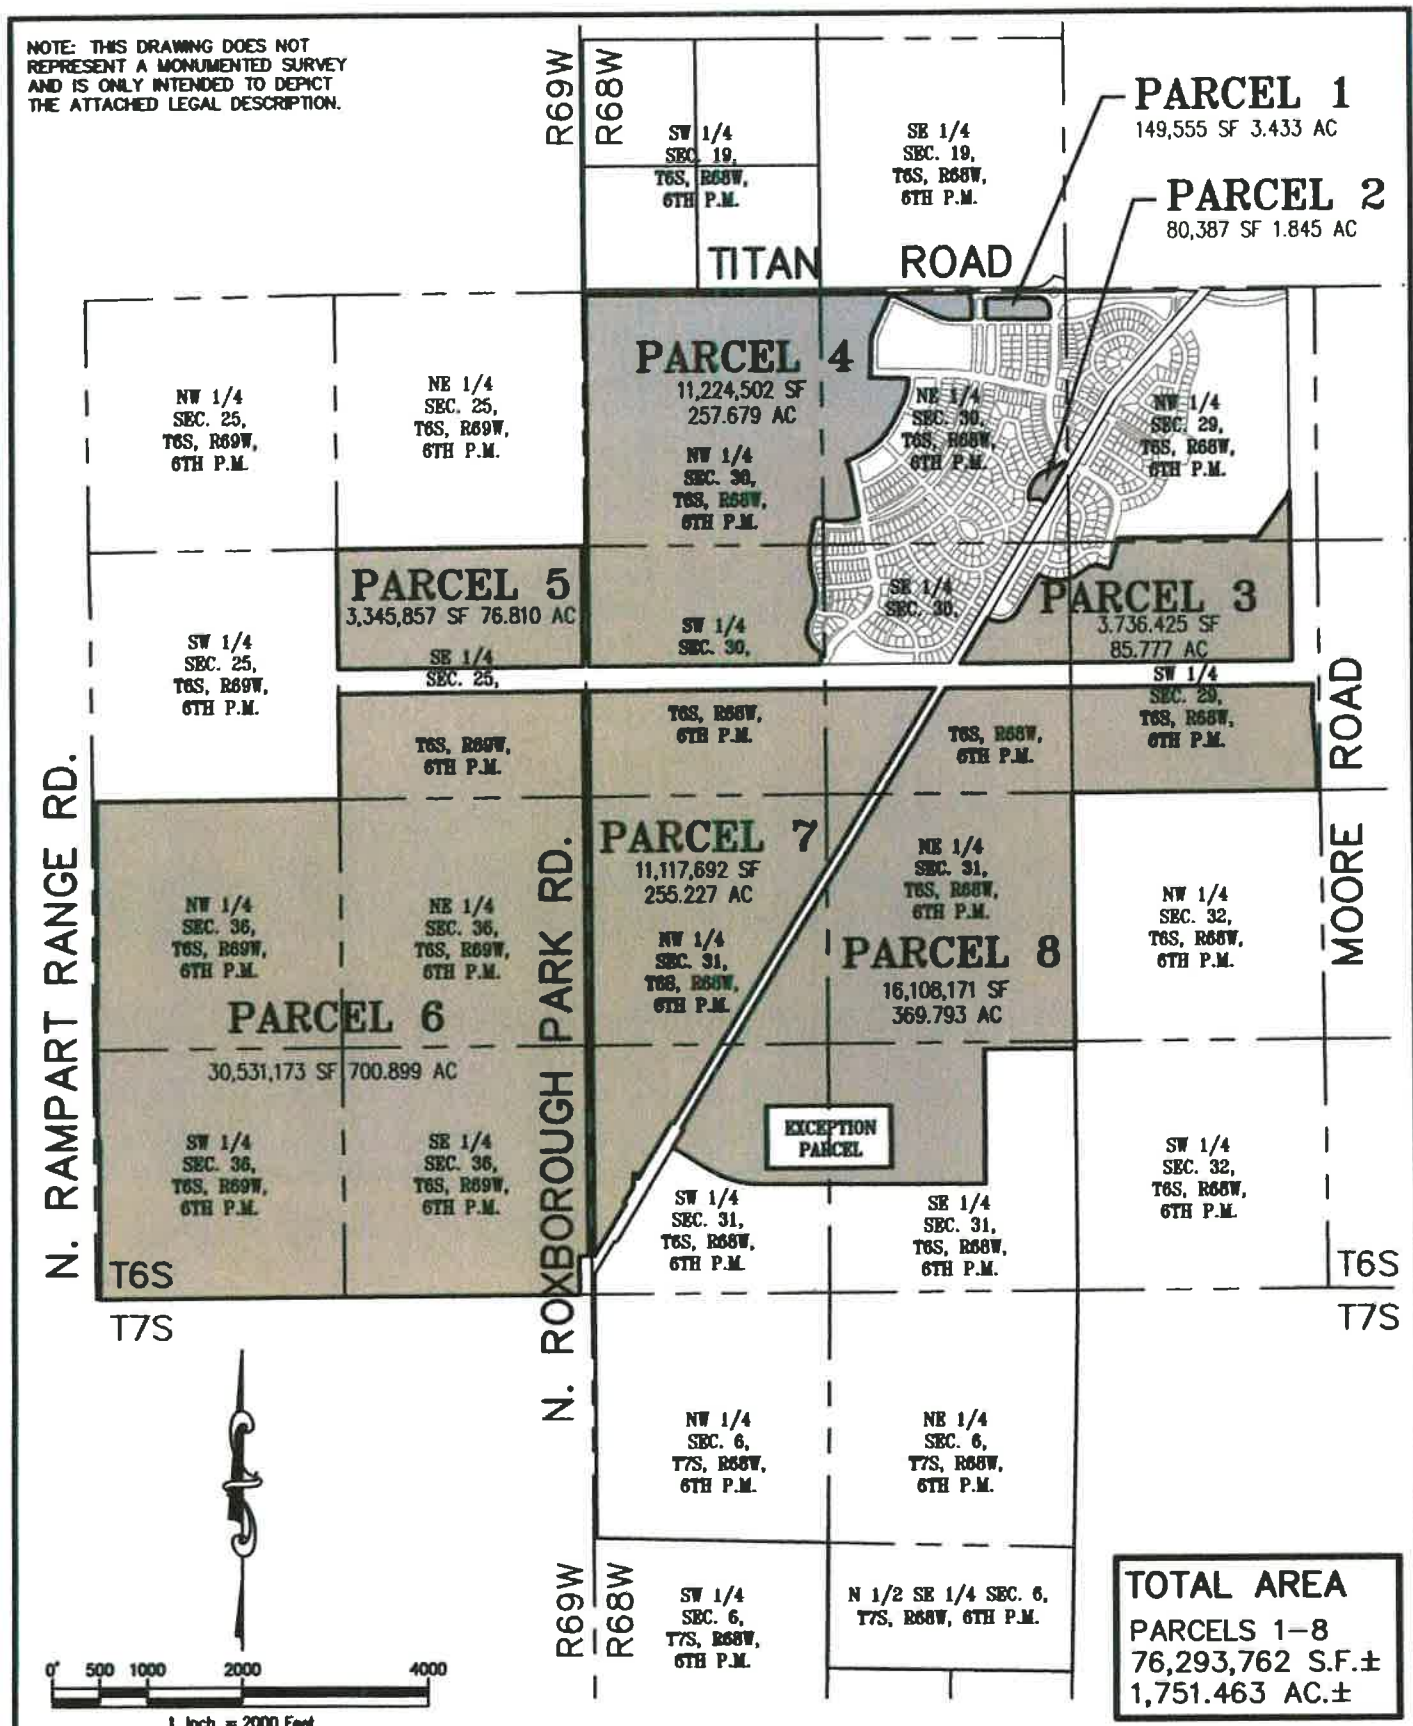 NOTE: THIS DRAWING DOES NOT
REPRESENT A MONUMENTED SURVEY
AND IS ONLY INTENDED TO DEPICT
THE ATTACHED LEGAL DESCRIPTION.
R69W
R68W
SW 1/4
SEC. 19,
T6S, R68W,
6TH P.M.
SE 1/4
SEC. 19,
T6S, R68W,
6TH P.M.
PARCEL 1
149,555 SF 3.433 AC
PARCEL 2
80,387 SF 1.845 AC
TITAN ROAD
NW 1/4
SEC. 25,
T6S, R69W,
6TH P.M.
NE 1/4
SEC. 25,
T6S, R69W,
6TH P.M.
PARCEL 4
11,224,502 SF
257.679 AC
NW 1/4
SEC. 30,
T6S, R68W,
6TH P.M.
NE 1/4
SEC. 30,
T6S, R68W,
6TH P.M.
NW 1/4
SEC. 29,
T6S, R68W,
6TH P.M.
SW 1/4
SEC. 25,
T6S, R69W,
6TH P.M.
PARCEL 5
3,345,857 SF 76.810 AC
SE 1/4
SEC. 25,
T6S, R69W,
6TH P.M.
SW 1/4
SEC. 30,
T6S, R68W,
6TH P.M.
SE 1/4
SEC. 30,
T6S, R68W,
6TH P.M.
PARCEL 3
3.736.425 SF
85.777 AC
SW 1/4
SEC. 29,
T6S, R68W,
6TH P.M.
MOORE ROAD
N. RAMPART RANGE RD.
N. ROXBOROUGH PARK RD.
NW 1/4
SEC. 36,
T6S, R69W,
6TH P.M.
NE 1/4
SEC. 36,
T6S, R69W,
6TH P.M.
PARCEL 6
30,531,173 SF 700.899 AC
SW 1/4
SEC. 36,
T6S, R69W,
6TH P.M.
SE 1/4
SEC. 36,
T6S, R69W,
6TH P.M.
PARCEL 7
11,117,692 SF
255.227 AC
NW 1/4
SEC. 31,
T6S, R68W,
6TH P.M.
NE 1/4
SEC. 31,
T6S, R68W,
6TH P.M.
PARCEL 8
16,108,171 SF
369.793 AC
NW 1/4
SEC. 32,
T6S, R68W,
6TH P.M.
EXCEPTION
PARCEL
SW 1/4
SEC. 31,
T6S, R68W,
6TH P.M.
SE 1/4
SEC. 31,
T6S, R68W,
6TH P.M.
SW 1/4
SEC. 32,
T6S, R68W,
6TH P.M.
T6S
T7S
T6S
T7S
NW 1/4
SEC. 6,
T7S, R68W,
6TH P.M.
NE 1/4
SEC. 6,
T7S, R68W,
6TH P.M.
R69W
R68W
SW 1/4
SEC. 6,
T7S, R68W,
6TH P.M.
N 1/2 SE 1/4 SEC. 6,
T7S, R68W, 6TH P.M.
0' 500 1000 2000 4000
1 inch = 2000 Feet
TOTAL AREA
PARCELS 1-8
76,293,762 S.F.±
1,751.463 AC.±